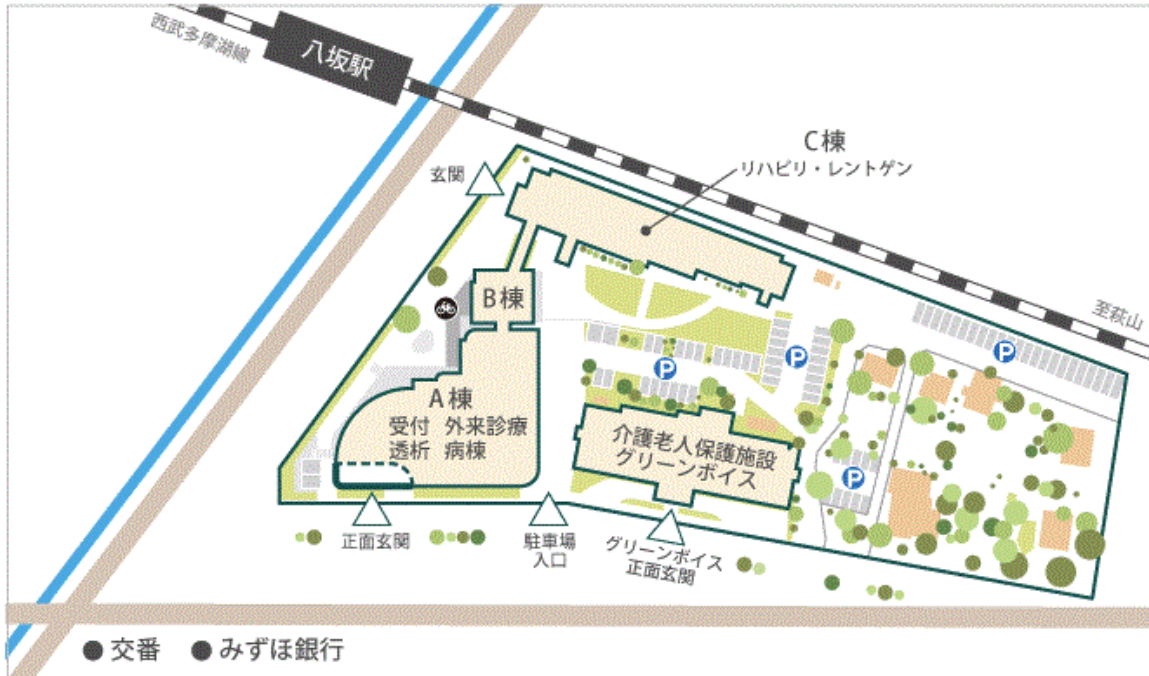 西武多摩湖線
八坂駅
C棟
リハビリ・レントゲン
玄関
至萩山
B棟
P
P
P
A棟
受付 外来診療
透析 病棟
介護老人保護施設
グリーンボイス
P
正面玄関
駐車場
入口
グリーンボイス
正面玄関
● 交番 ● みずほ銀行